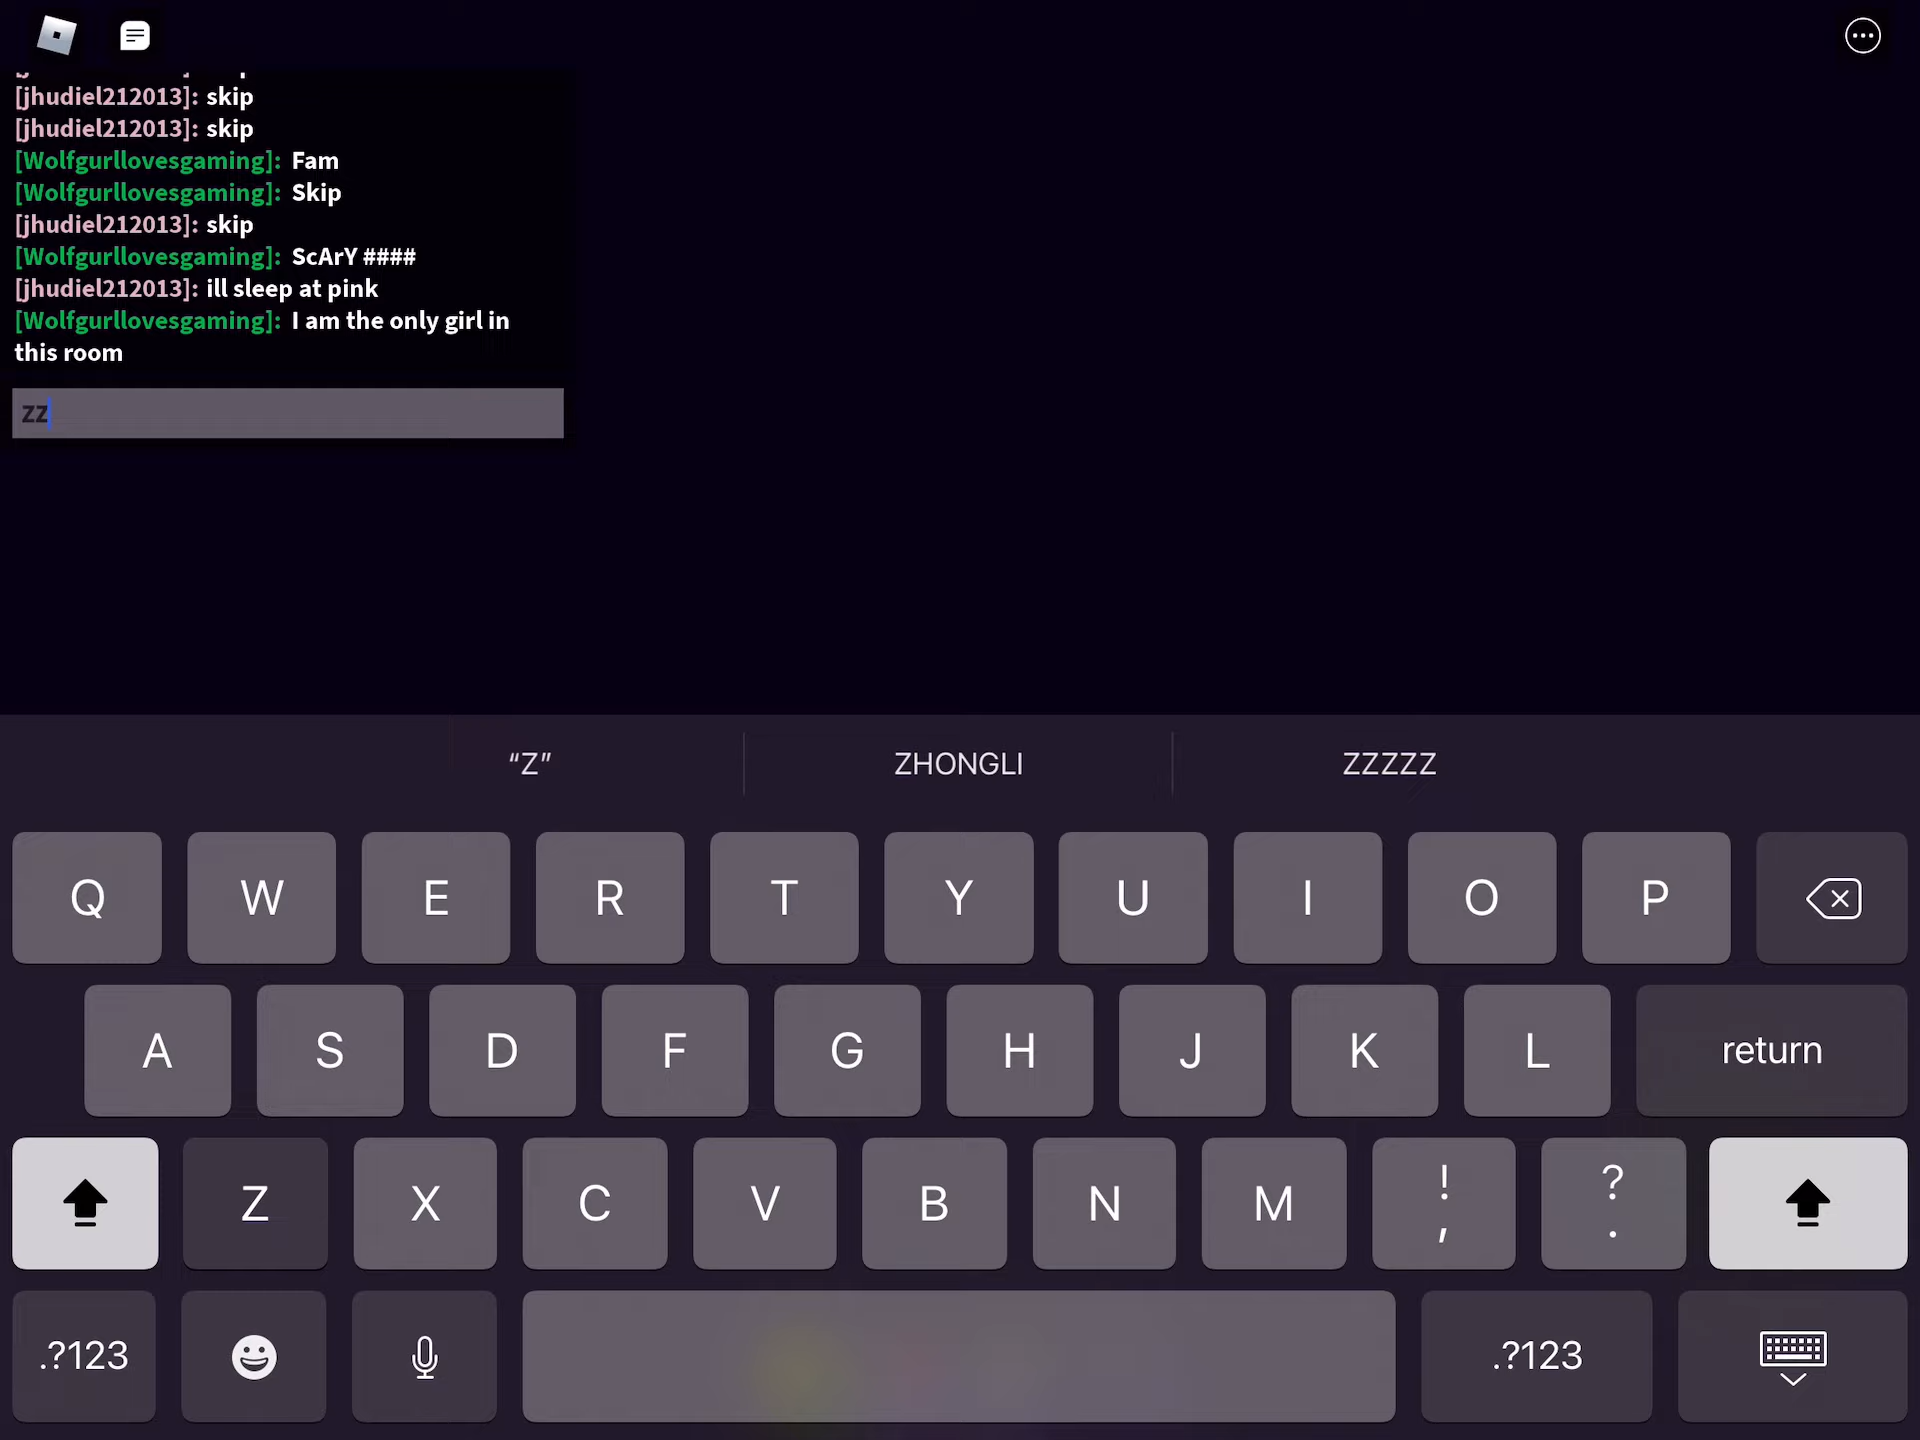 [jhudiel212013]: skip
[jhudiel212013]: skip
[Wolfgurllovesgaming]: Fam
[Wolfgurllovesgaming]: Skip
[jhudiel212013]: skip
[Wolfgurllovesgaming]: ScArY ####
[jhudiel212013]: ill sleep at pink
[Wolfgurllovesgaming]: I am the only girl in
this room
ZZ
“Z” ZHONGLI ZZZZZ
Q W E R T Y U I O P
A S D F G H J K L return
Z X C V B N M ! , ? .
.?123 .?123